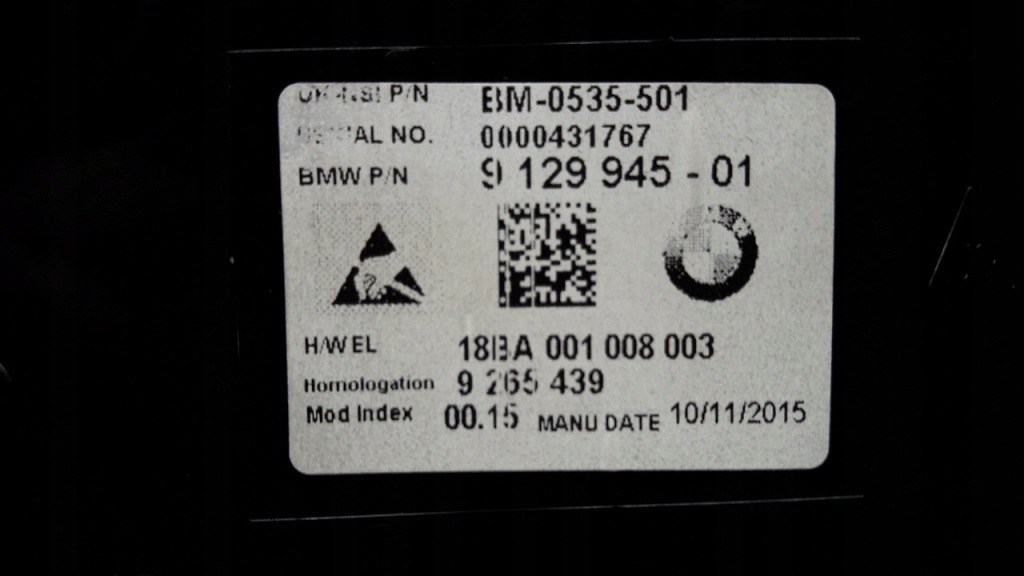 P/N BM-0535-501
NO. 0000431767
BMW P/N 9 129 945 - 01
H/W EL 18BA 001 008 003
Homologation 9 265 439
Mod Index 00.15 MANU DATE 10/11/2015